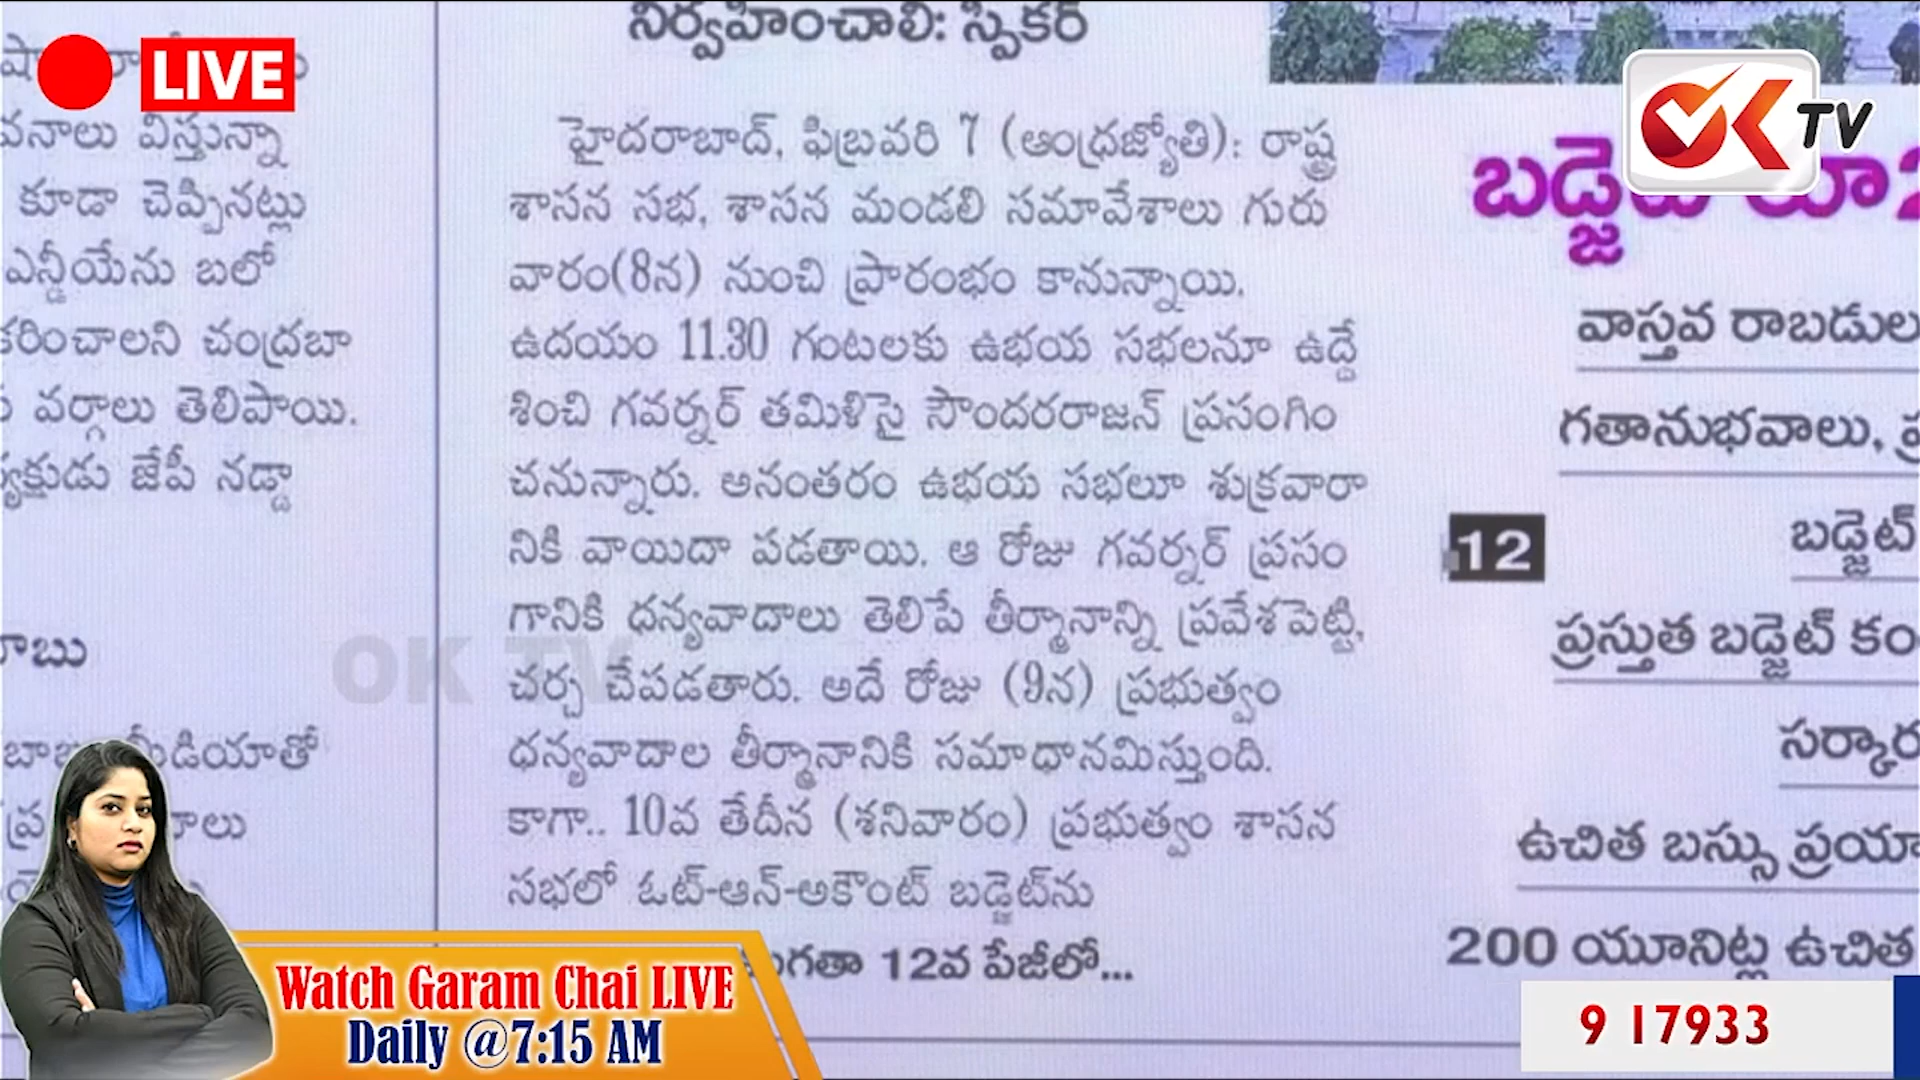 LIVE
OK TV
వనాలు విస్తున్నా
కూడా చెప్పినట్లు
ఎన్డీయేను బలో
కరించాలని చంద్రబా
వర్గాలు తెలిపాయి.
జేపీ నడ్డా
మీడియాతో
నిర్వహించాలి: స్పీకర్
హైదరాబాద్, ఫిబ్రవరి 7 (ఆంధ్రజ్యోతి): రాష్ట్ర
శాసన సభ, శాసన మండలి సమావేశాలు గురు
వారం(8న) నుంచి ప్రారంభం కానున్నాయి.
ఉదయం 11.30 గంటలకు ఉభయ సభలనూ ఉద్దే
శించి గవర్నర్ తమిళిసై సౌందరరాజన్ ప్రసంగిం
చనున్నారు. అనంతరం ఉభయ సభలూ శుక్రవారా
నికి వాయిదా పడతాయి. ఆ రోజు గవర్నర్ ప్రసం
గానికి ధన్యవాదాలు తెలిపే తీర్మానాన్ని ప్రవేశపెట్టి,
చర్చ చేపడతారు. అదే రోజు (9న) ప్రభుత్వం
ధన్యవాదాల తీర్మానానికి సమాధానమిస్తుంది.
కాగా.. 10వ తేదీన (శనివారం) ప్రభుత్వం శాసన
సభలో ఓట్-ఆన్-అకౌంట్ బడ్జెట్‌ను
12వ పేజీలో...
OK TV
బడ్జెట్ రూ2
వాస్తవ రాబడుల
గతానుభవాలు, ప్ర
12
బడ్జెట్
ప్రస్తుత బడ్జెట్ కం
సర్కార
ఉచిత బస్సు ప్రయా
200 యూనిట్ల ఉచిత
Watch Garam Chai LIVE
Daily @7:15 AM
9 17933